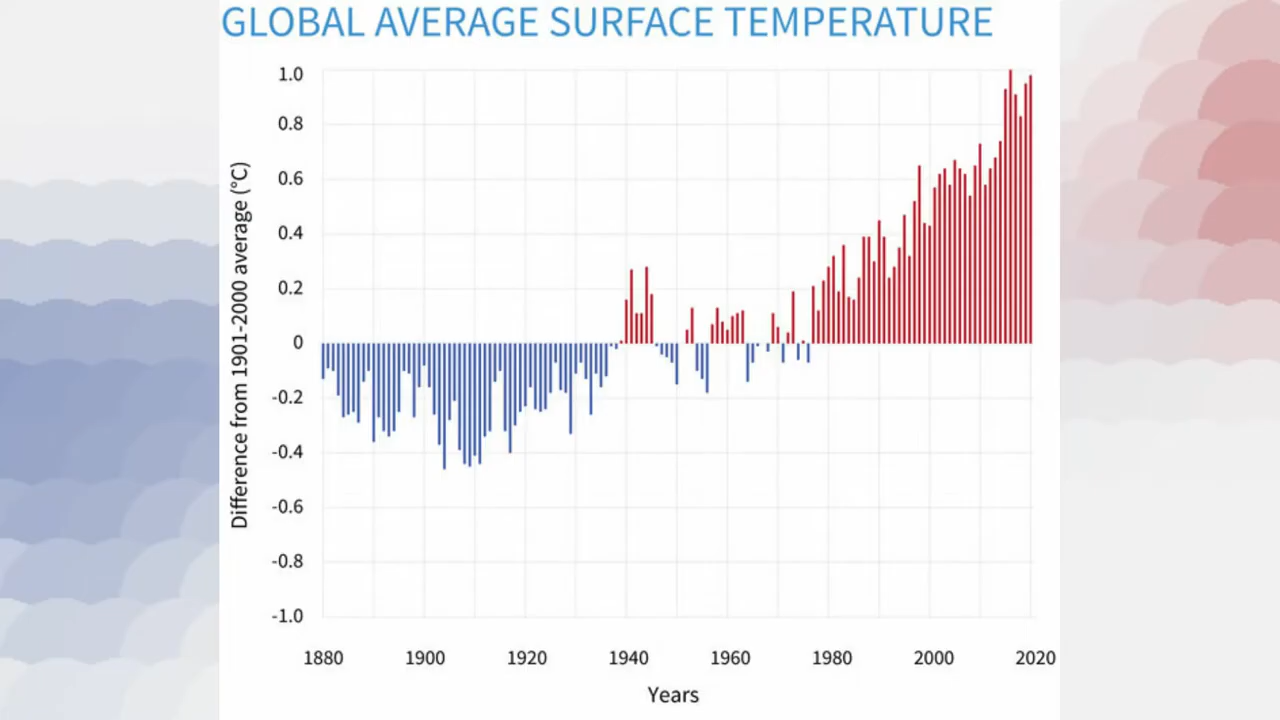 GLOBAL AVERAGE SURFACE TEMPERATURE
Difference from 1901-2000 average (°C)
1.0
0.8
0.6
0.4
0.2
0
-0.2
-0.4
-0.6
-0.8
-1.0
1880 1900 1920 1940 1960 1980 2000 2020
Years